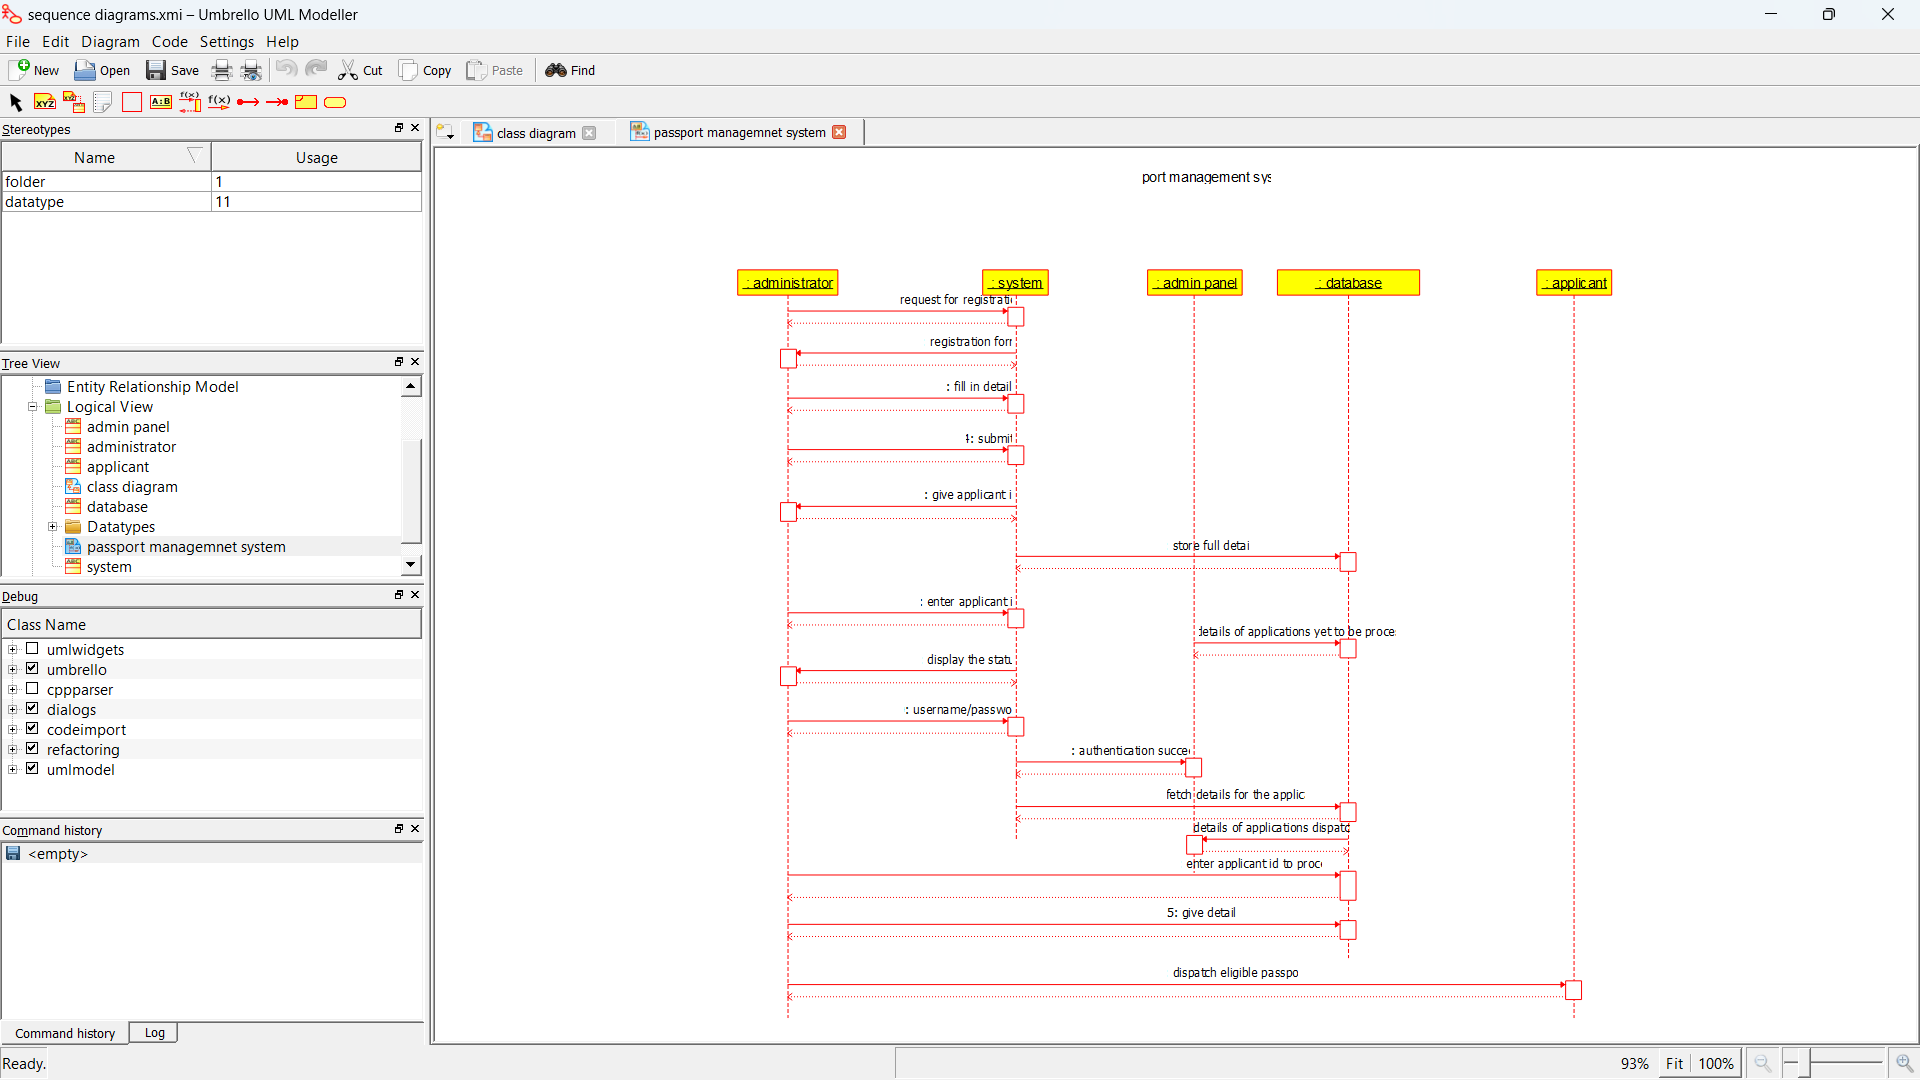 sequence diagrams.xmi – Umbrello UML Modeller
File Edit Diagram Code Settings Help
New Open Save Cut Copy Paste Find
XYZ XYZ A:B f(x) f(x)
Stereotypes
Name Usage
folder 1
datatype 11
Tree View
Entity Relationship Model
Logical View
admin panel
administrator
applicant
class diagram
database
Datatypes
passport managemnet system
system
Debug
Class Name
umlwidgets
umbrello
cppparser
dialogs
codeimport
refactoring
umlmodel
Command history
<empty>
Command history Log
Ready.
class diagram passport managemnet system
port management sys
: administrator : system : admin panel : database : applicant
request for registrati
registration for
: fill in detail
4: submit
: give applicant i
store full detai
: enter applicant i
details of applications yet to be proce
display the statu
: username/passwo
: authentication succe
fetch details for the applic
details of applications dispatc
enter applicant id to proc
5: give detail
dispatch eligible passpo
93% Fit 100%